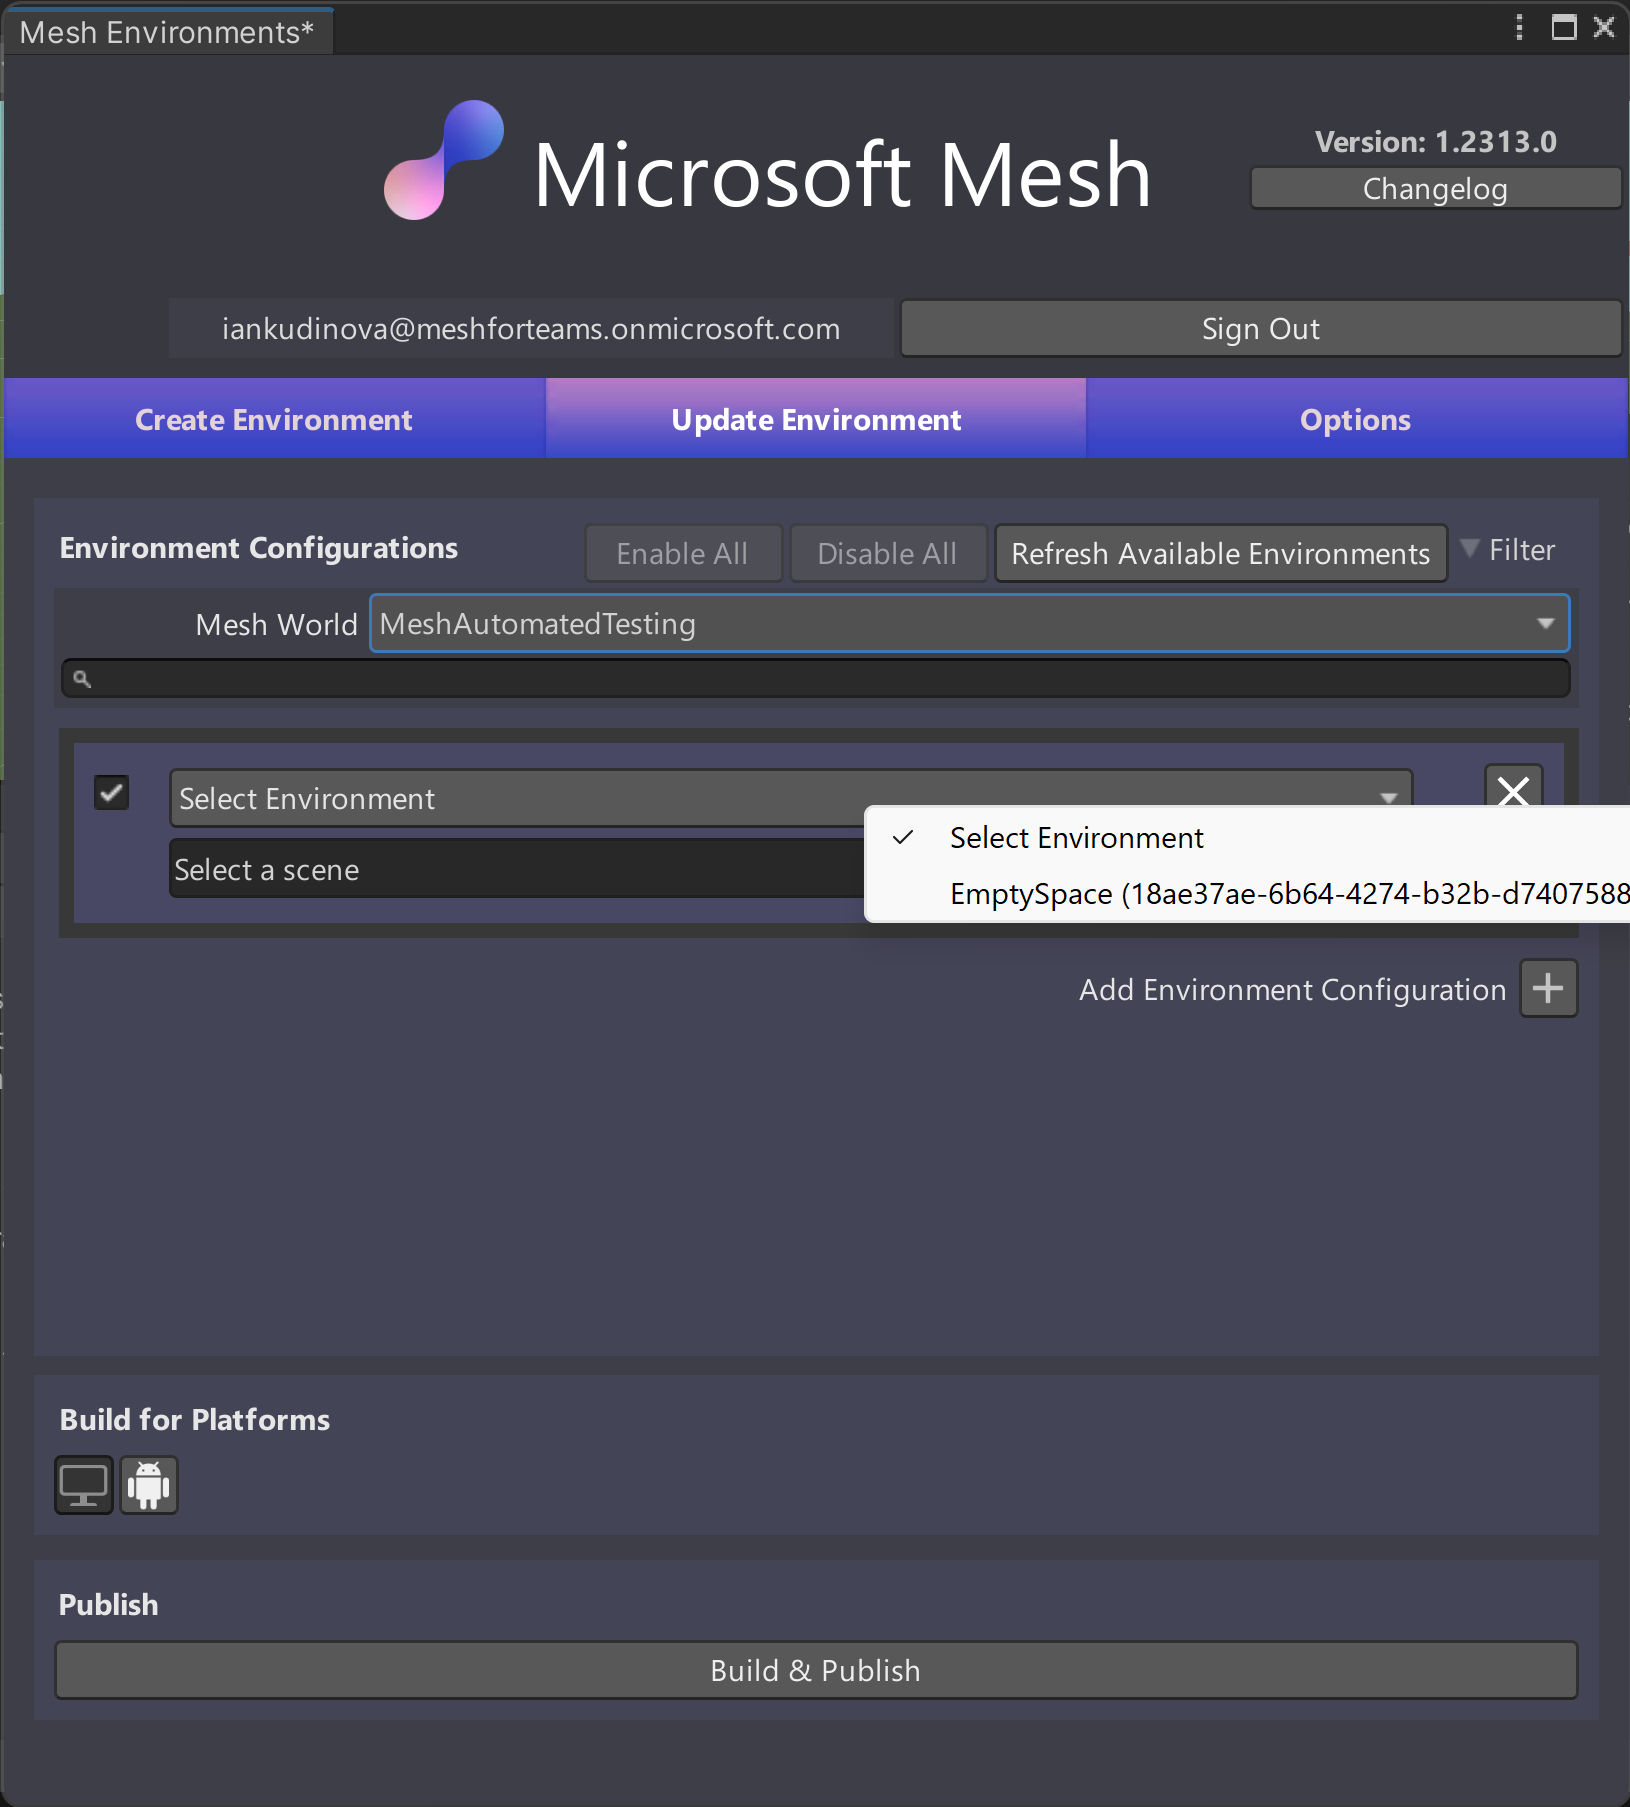 Mesh Environments*
Microsoft Mesh
Version: 1.2313.0
Changelog
iankudinova@meshforteams.onmicrosoft.com
Sign Out
Create Environment
Update Environment
Options
Environment Configurations
Enable All
Disable All
Refresh Available Environments
Filter
Mesh World
MeshAutomatedTesting
Select Environment
Select a scene
Select Environment
EmptySpace (18ae37ae-6b64-4274-b32b-d7407588
Add Environment Configuration
Build for Platforms
Publish
Build & Publish